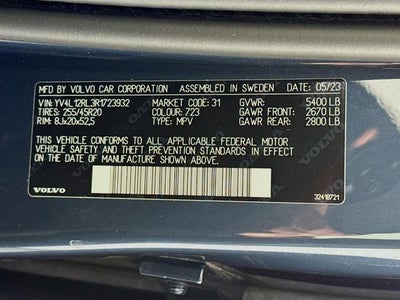 MFD. BY VOLVO CAR CORPORATION ASSEMBLED IN SWEDEN 05/23
VIN: YV4L12RL3R1723932 MARKET CODE: 31 GVWR: 5400 LB
TIRES: 255/45R20 COLOUR: 723 GAWR FRONT: 2670 LB
RIM: 8Jx20x52,5 TYPE: MPV GAWR REAR: 2800 LB
THIS VEHICLE CONFORMS TO ALL APPLICABLE FEDERAL MOTOR
VEHICLE SAFETY AND THEFT PREVENTION STANDARDS IN EFFECT
ON THE DATE OF MANUFACTURE SHOWN ABOVE.
VOLVO 32418721